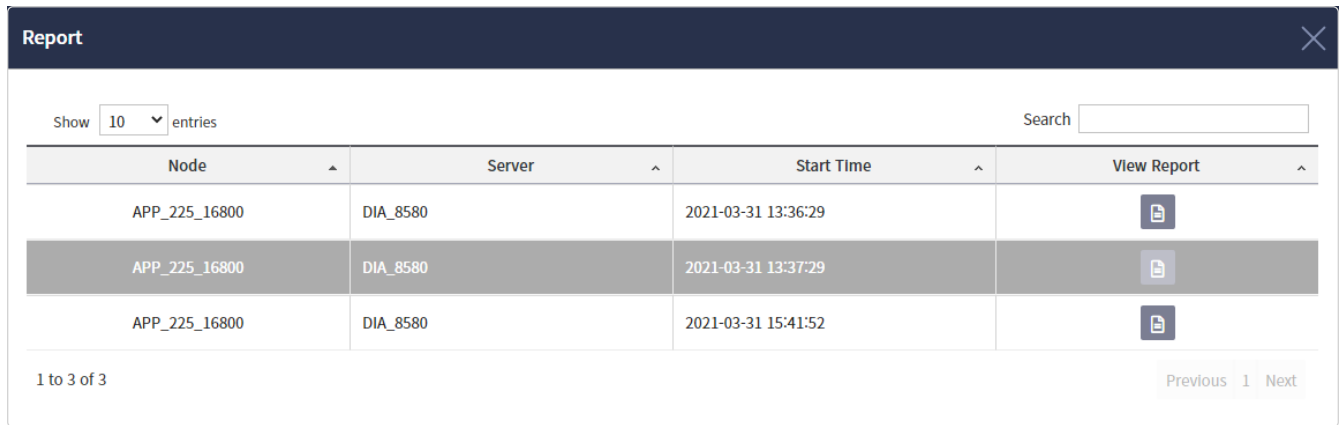 Report
Show 10 entries Search
Node Server Start Time View Report
APP_225_16800 DIA_8580 2021-03-31 13:36:29
APP_225_16800 DIA_8580 2021-03-31 13:37:29
APP_225_16800 DIA_8580 2021-03-31 15:41:52
1 to 3 of 3 Previous 1 Next